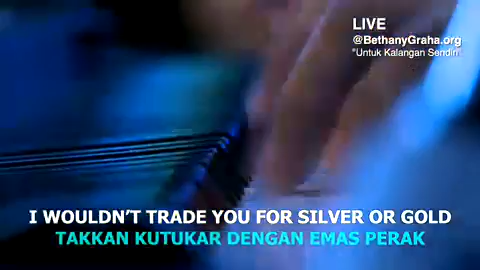 LIVE
@BethanyGraha.org
"Untuk Kalangan Sendiri"
I WOULDN'T TRADE YOU FOR SILVER OR GOLD
TAKKAN KUTUKAR DENGAN EMAS PERAK